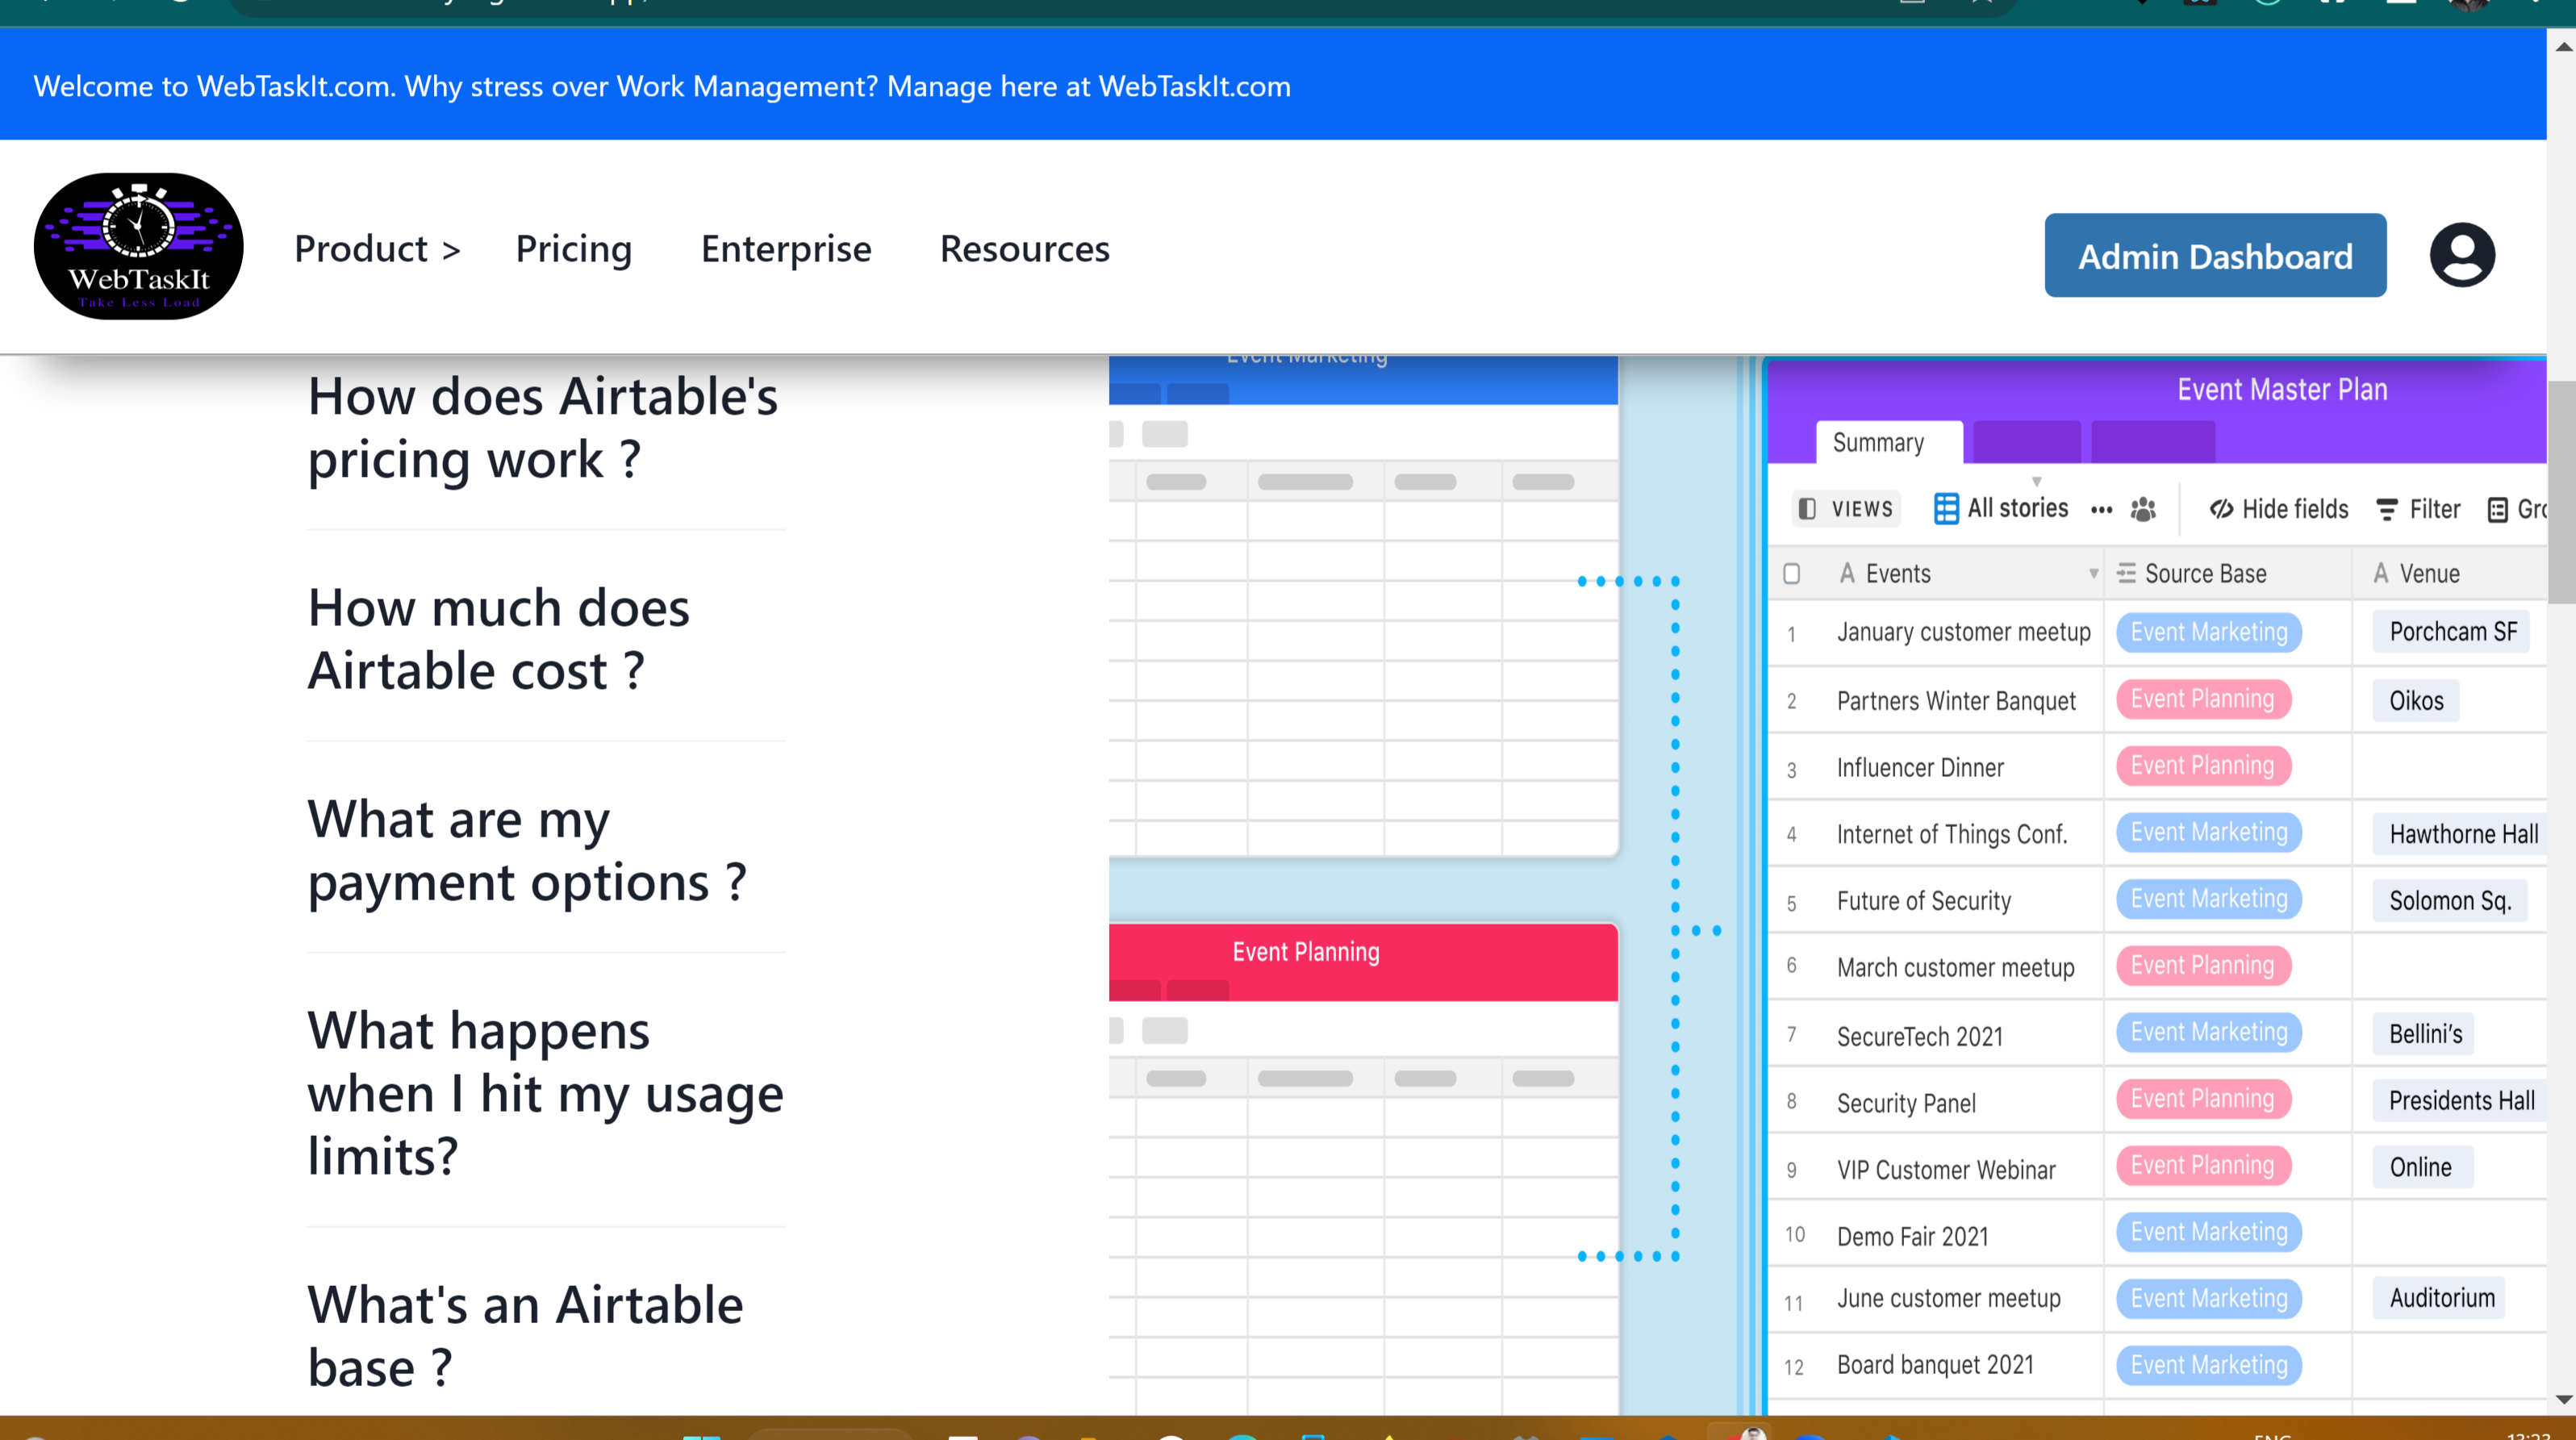 Welcome to WebTaskIt.com. Why stress over Work Management? Manage here at WebTaskIt.com
WebTaskIt
Take Less Load
Product >
Pricing
Enterprise
Resources
Admin Dashboard
How does Airtable's
pricing work ?
How much does
Airtable cost ?
What are my
payment options ?
What happens
when I hit my usage
limits?
What's an Airtable
base ?
Event Marketing
Event Planning
Event Master Plan
Summary
VIEWS All stories Hide fields Filter
A Events Source Base A Venue
1 January customer meetup Event Marketing Porchcam SF
2 Partners Winter Banquet Event Planning Oikos
3 Influencer Dinner Event Planning
4 Internet of Things Conf. Event Marketing Hawthorne Hall
5 Future of Security Event Marketing Solomon Sq.
6 March customer meetup Event Planning
7 SecureTech 2021 Event Marketing Bellini’s
8 Security Panel Event Planning Presidents Hall
9 VIP Customer Webinar Event Planning Online
10 Demo Fair 2021 Event Marketing
11 June customer meetup Event Marketing Auditorium
12 Board banquet 2021 Event Marketing